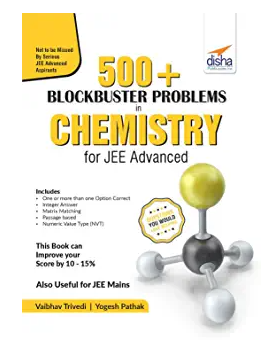 Not to be Missed
By Serious
JEE Advanced
Aspirants
disha
500+
BLOCKBUSTER PROBLEMS
in
CHEMISTRY
for JEE Advanced
Includes
• One or more than one Option Correct
• Integer Answer
• Matrix Matching
• Passage based
• Numeric Value Type (NVT)
YOU WOULD
This Book can
Improve your
Score by 10 - 15%
Also Useful for JEE Mains
Vaibhav Trivedi | Yogesh Pathak